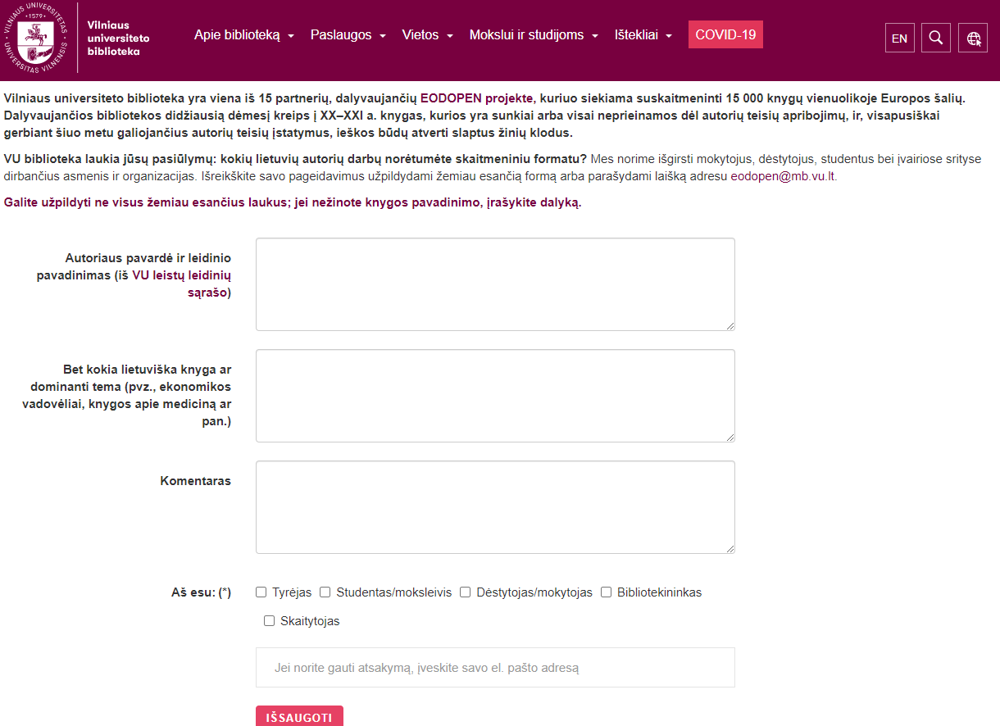 VILNIAUS UNIVERSITETAS
·1579·
UNIVERSITAS VILNENSIS
Vilniaus
universiteto
biblioteka
Apie biblioteką Paslaugos Vietos Mokslui ir studijoms Ištekliai COVID-19 EN
Vilniaus universiteto biblioteka yra viena iš 15 partnerių, dalyvaujančių EODOPEN projekte, kuriuo siekiama suskaitmeninti 15 000 knygų vienuolikoje Europos šalių.
Dalyvaujančios bibliotekos didžiausią dėmesį kreips į XX–XXI a. knygas, kurios yra sunkiai arba visai neprieinamos dėl autorių teisių apribojimų, ir, visapusiškai
gerbiant šiuo metu galiojančius autorių teisių įstatymus, ieškos būdų atverti slaptus žinių klodus.
VU biblioteka laukia jūsų pasiūlymų: kokių lietuvių autorių darbų norėtumėte skaitmeniniu formatu? Mes norime išgirsti mokytojus, dėstytojus, studentus bei įvairiose srityse
dirbančius asmenis ir organizacijas. Išreikškite savo pageidavimus užpildydami žemiau esančią formą arba parašydami laišką adresu eodopen@mb.vu.lt.
Galite užpildyti ne visus žemiau esančius laukus; jei nežinote knygos pavadinimo, įrašykite dalyką.
Autoriaus pavardė ir leidinio
pavadinimas (iš VU leistų leidinių
sąrašo)
Bet kokia lietuviška knyga ar
dominanti tema (pvz., ekonomikos
vadovėliai, knygos apie mediciną ar
pan.)
Komentaras
Aš esu: (*) Tyrėjas Studentas/moksleivis Dėstytojas/mokytojas Bibliotekininkas
Skaitytojas
Jei norite gauti atsakymą, įveskite savo el. pašto adresą
IŠSAUGOTI